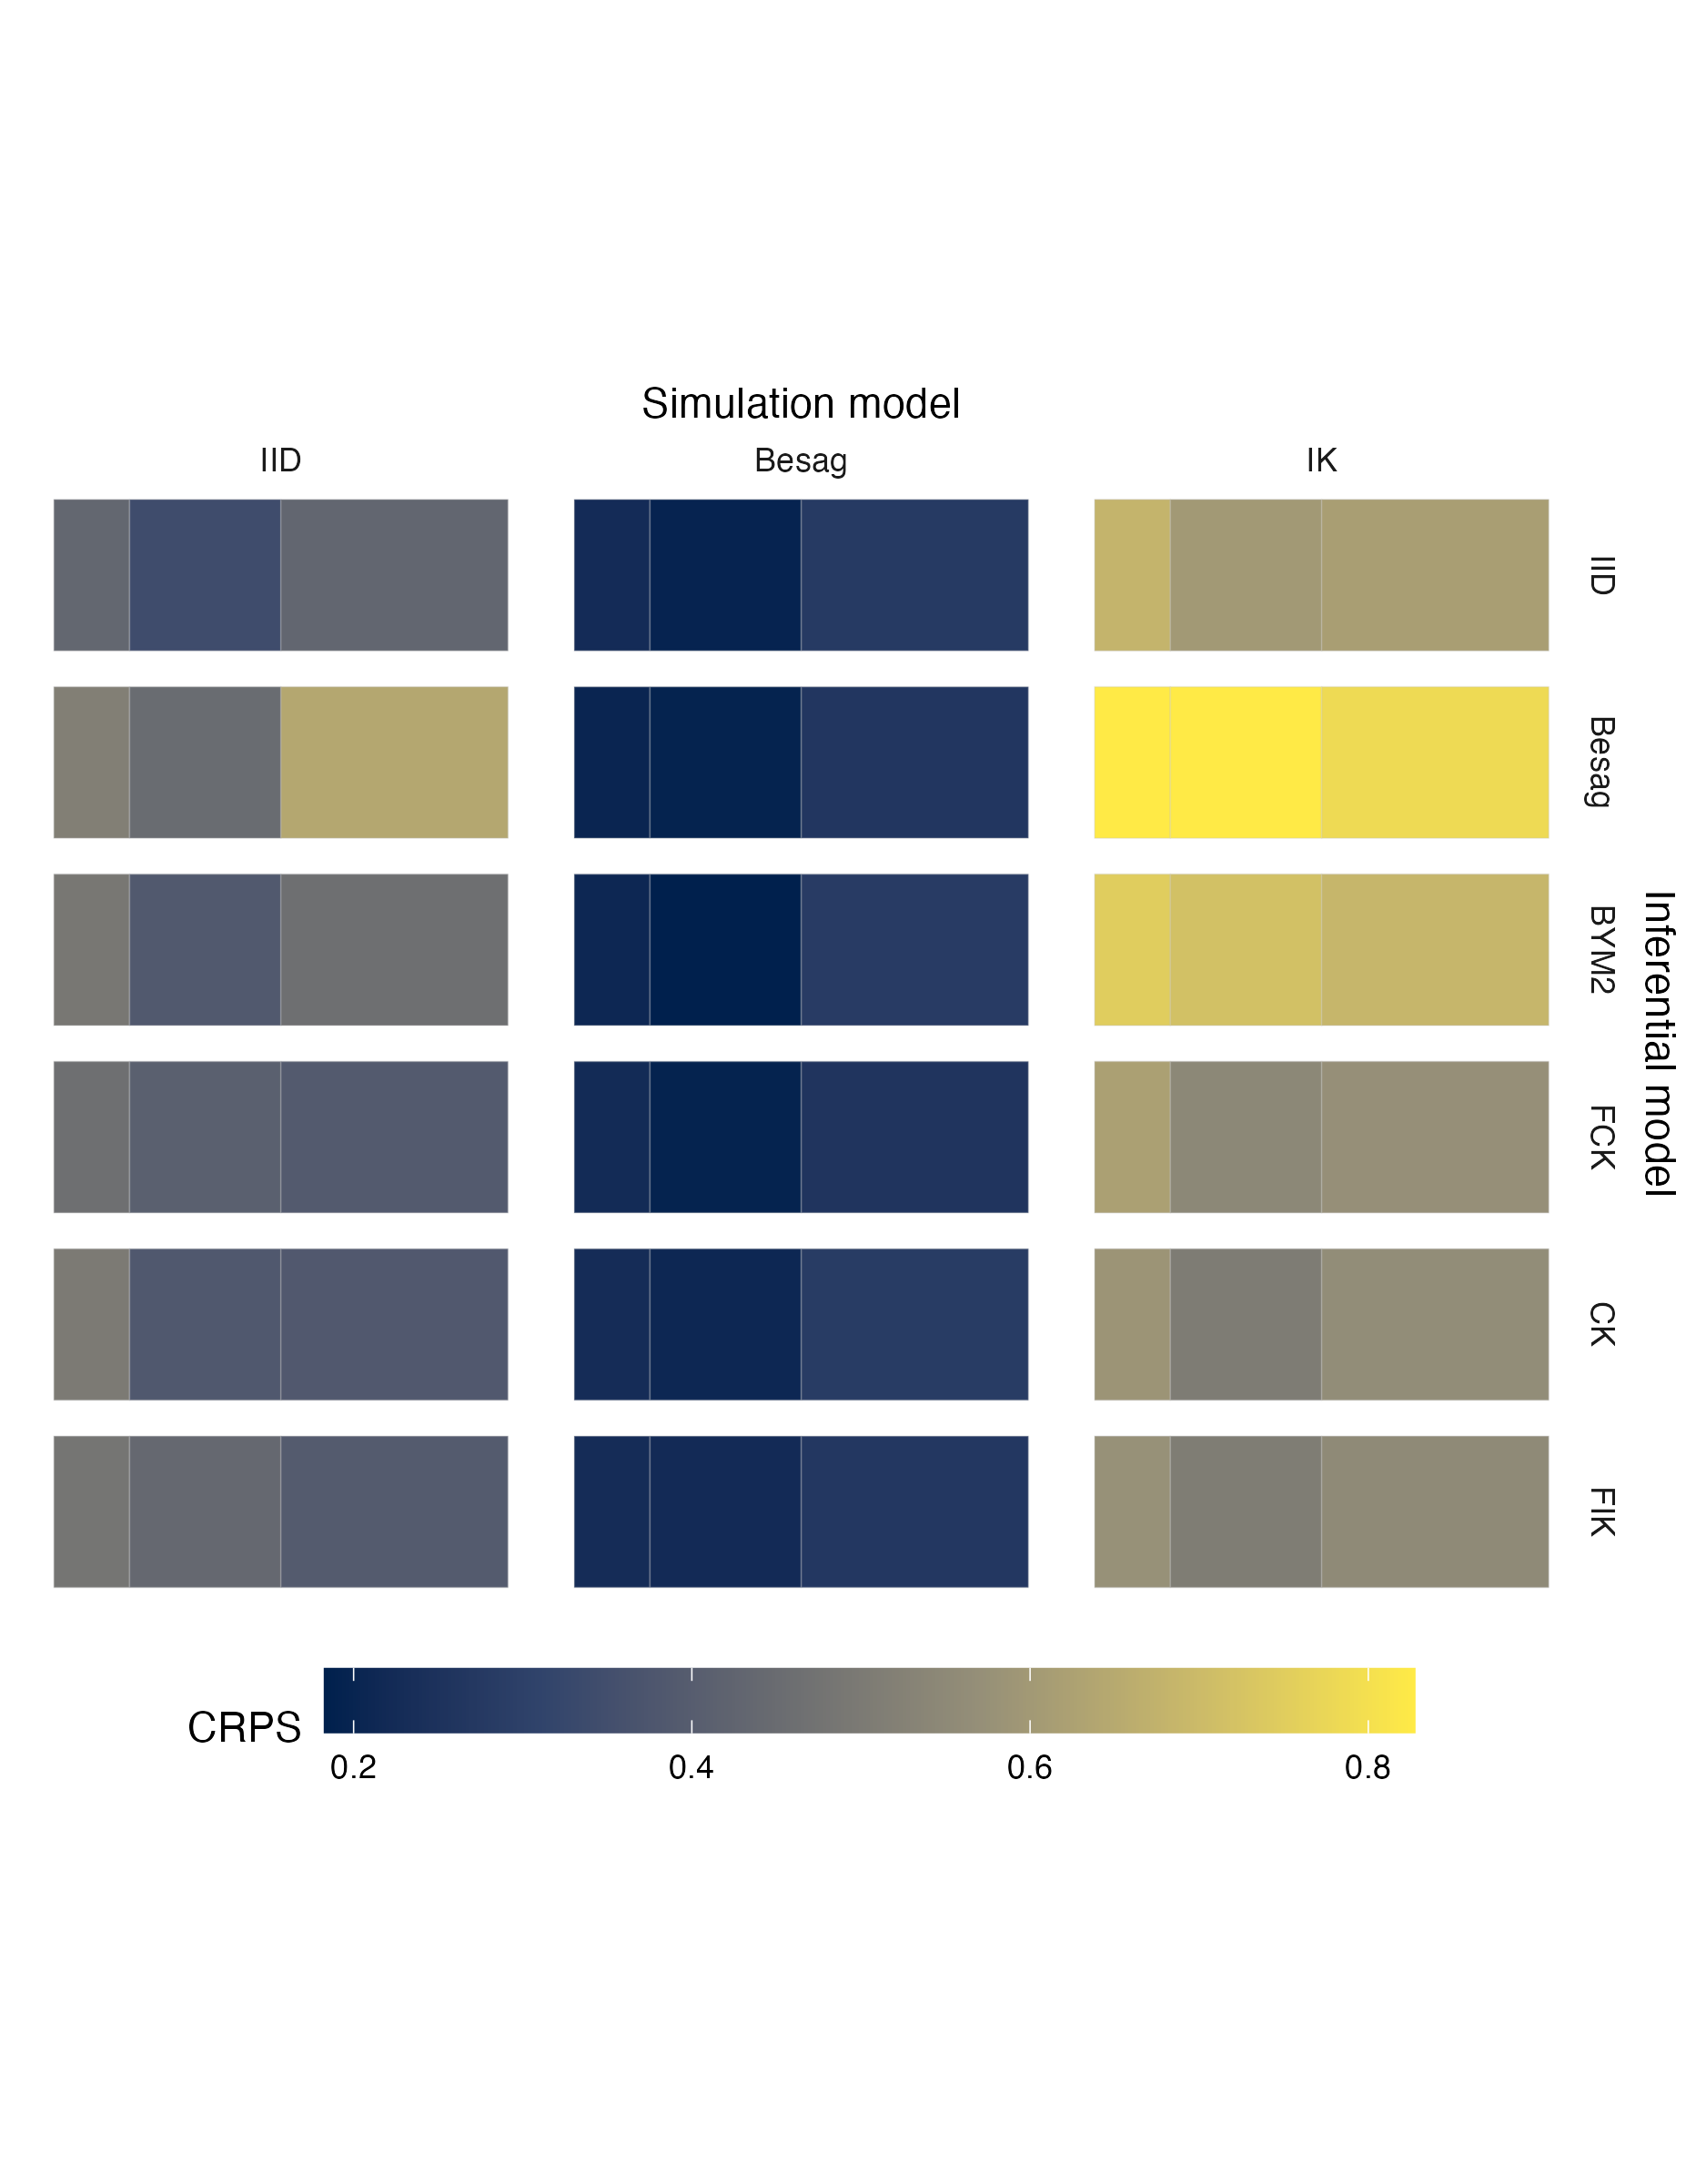 Simulation model
IID Besag IK
IID
Besag
BYM2
FCK
CK
FIK
Inferential model
CRPS
0.2 0.4 0.6 0.8